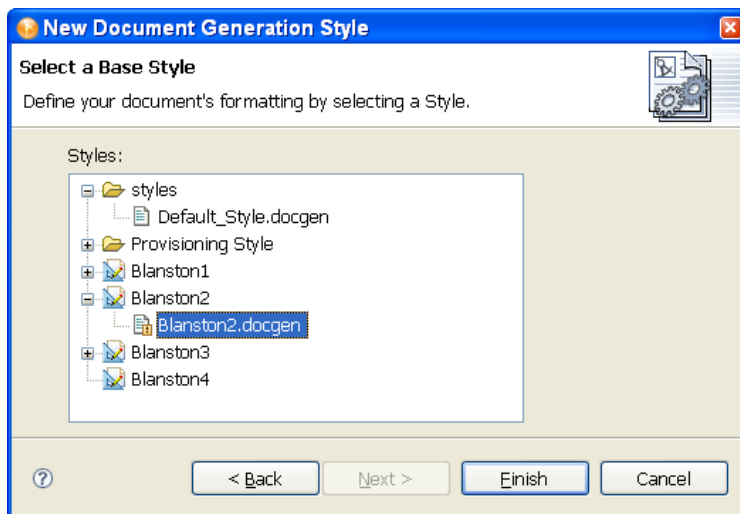 New Document Generation Style
Select a Base Style
Define your document's formatting by selecting a Style.
Styles:
styles
Default_Style.docgen
Provisioning Style
Blanston1
Blanston2
Blanston2.docgen
Blanston3
Blanston4
? < Back Next > Finish Cancel